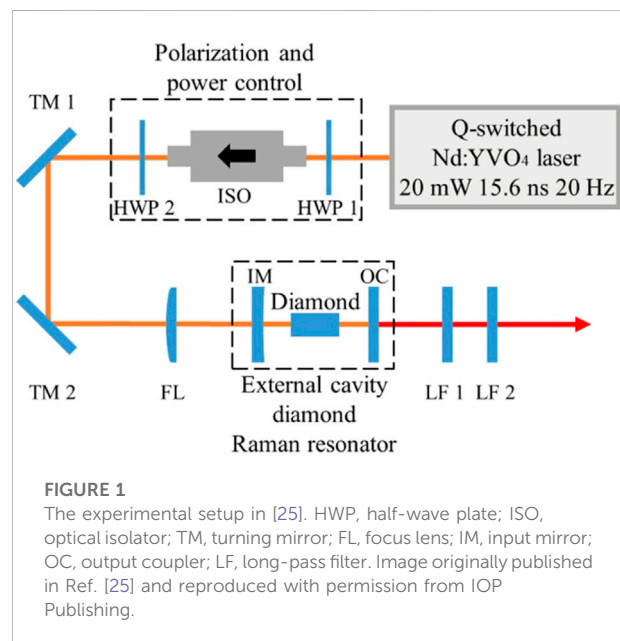 Polarization and
power control
TM 1
HWP 2
ISO
HWP 1
Q-switched
Nd:YVO₄ laser
20 mW 15.6 ns 20 Hz
TM 2
FL
IM
Diamond
OC
External cavity
diamond
Raman resonator
LF 1
LF 2
FIGURE 1
The experimental setup in [25]. HWP, half-wave plate; ISO,
optical isolator; TM, turning mirror; FL, focus lens; IM, input mirror;
OC, output coupler; LF, long-pass filter. Image originally published
in Ref. [25] and reproduced with permission from IOP
Publishing.